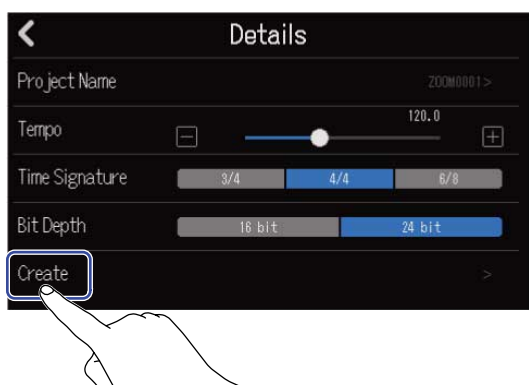 Details
Project Name ZOOM0001>
120.0
Tempo
Time Signature 3/4 4/4 6/8
Bit Depth 16 bit 24 bit
Create >